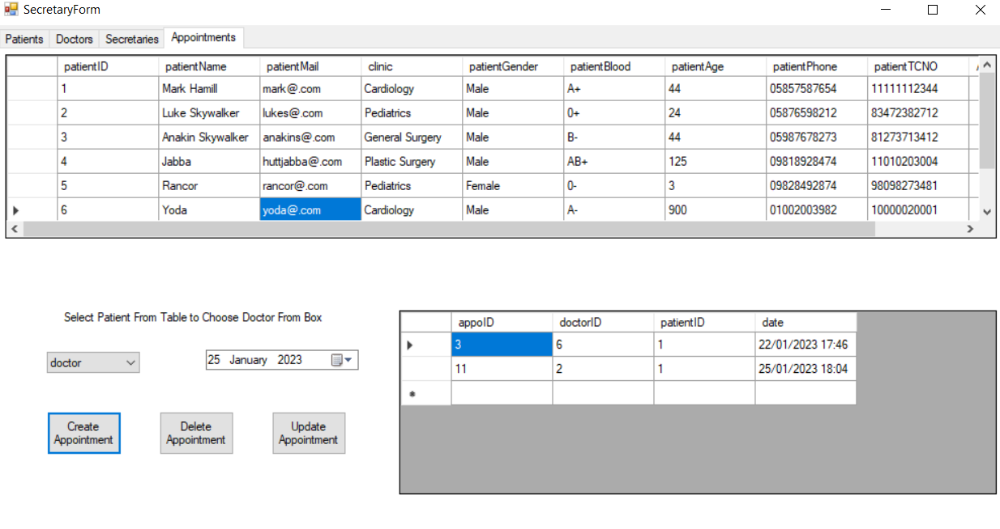 SecretaryForm
Patients Doctors Secretaries Appointments
patientID patientName patientMail clinic patientGender patientBlood patientAge patientPhone patientTCNO
1 Mark Hamill mark@.com Cardiology Male A+ 44 05857587654 11111112344
2 Luke Skywalker lukes@.com Pediatrics Male 0+ 24 05876598212 83472382712
3 Anakin Skywalker anakins@.com General Surgery Male B- 44 05987678273 81273713412
4 Jabba huttjabba@.com Plastic Surgery Male AB+ 125 09818928474 11010203004
5 Rancor rancor@.com Pediatrics Female 0- 3 09828492874 98098273481
6 Yoda yoda@.com Cardiology Male A- 900 01002003982 10000020001
Select Patient From Table to Choose Doctor From Box
doctor
25 January 2023
Create
Appointment
Delete
Appointment
Update
Appointment
appoID doctorID patientID date
3 6 1 22/01/2023 17:46
11 2 1 25/01/2023 18:04